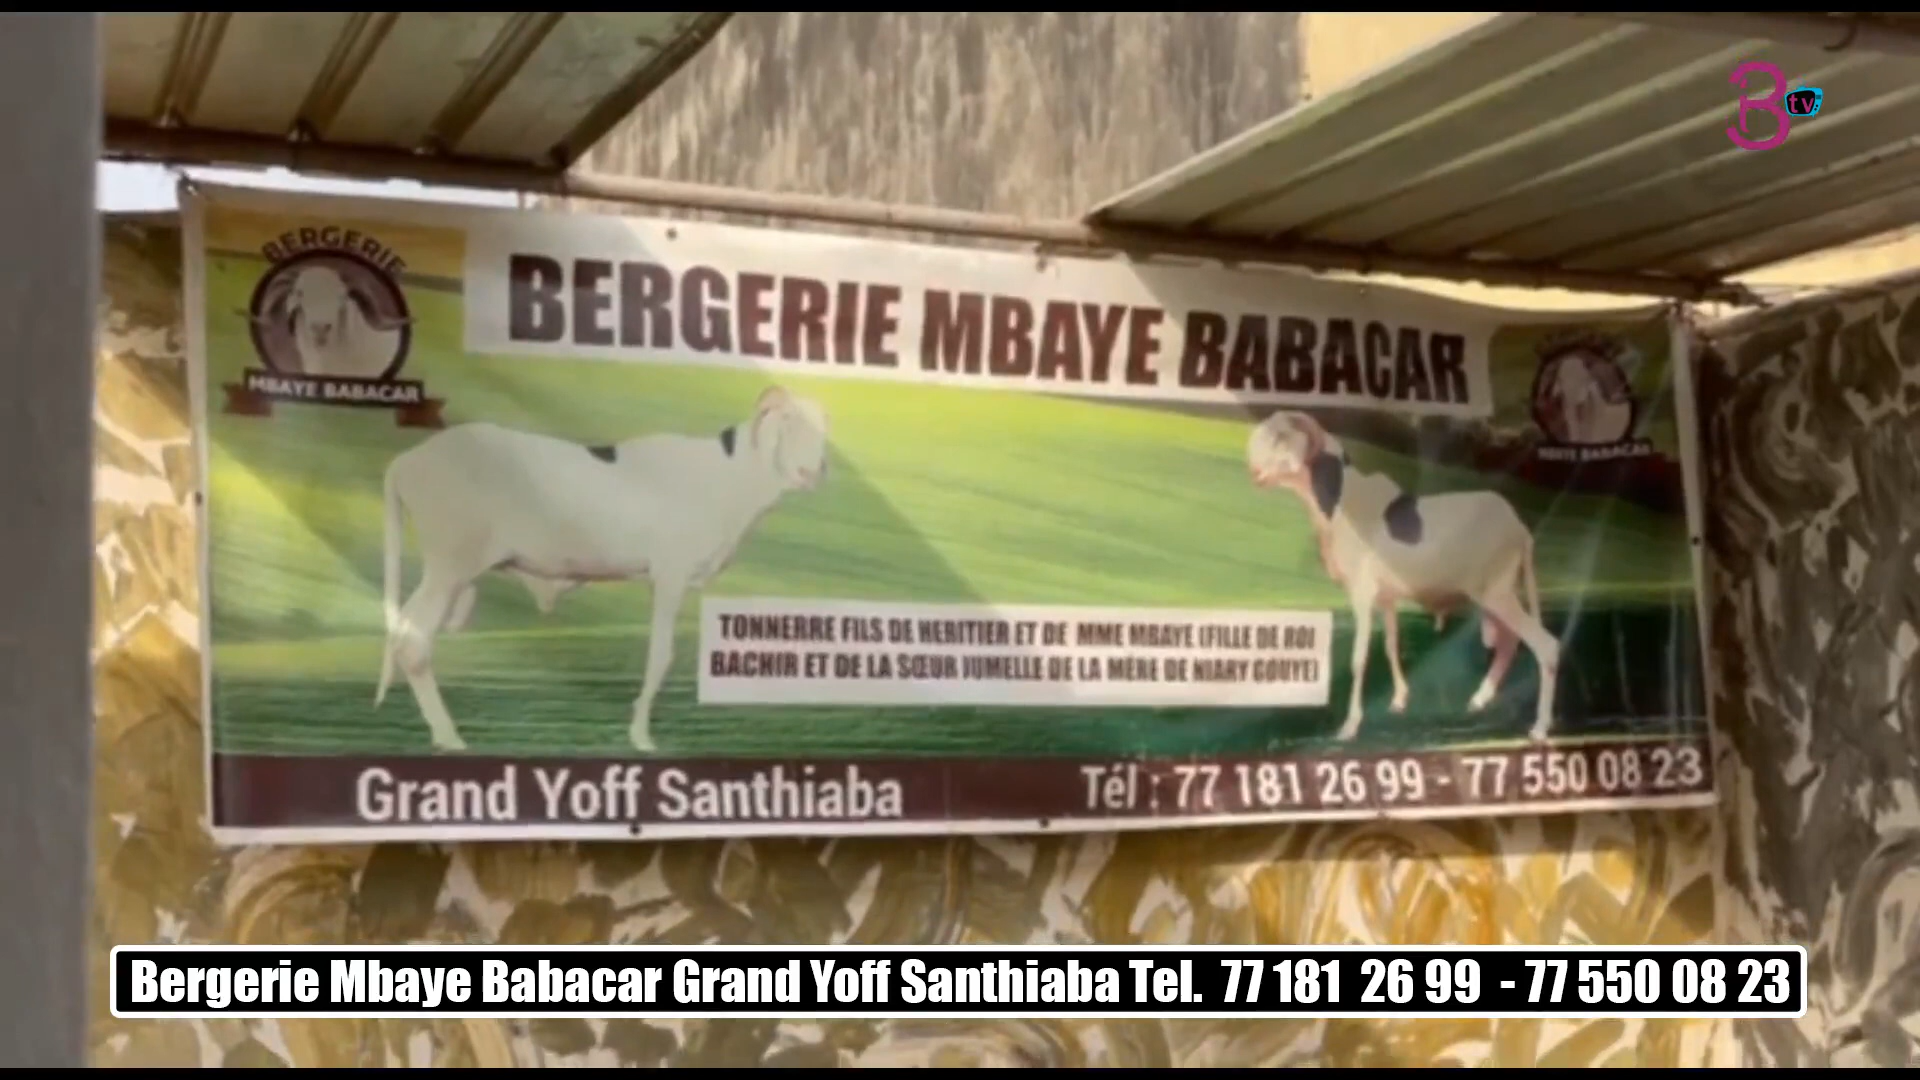 B tv
BERGERIE
MBAYE BABACAR
BERGERIE MBAYE BABACAR
MBAYE BABACAR
TONNERRE FILS DE HERITIER ET DE MME MBAYE (FILLE DE ROI
BACHIR ET DE LA SŒUR JUMELLE DE LA MÈRE DE NIARY GOUYE)
Grand Yoff Santhiaba
Tél : 77 181 26 99 - 77 550 08 23
Bergerie Mbaye Babacar Grand Yoff Santhiaba Tel. 77 181 26 99 - 77 550 08 23